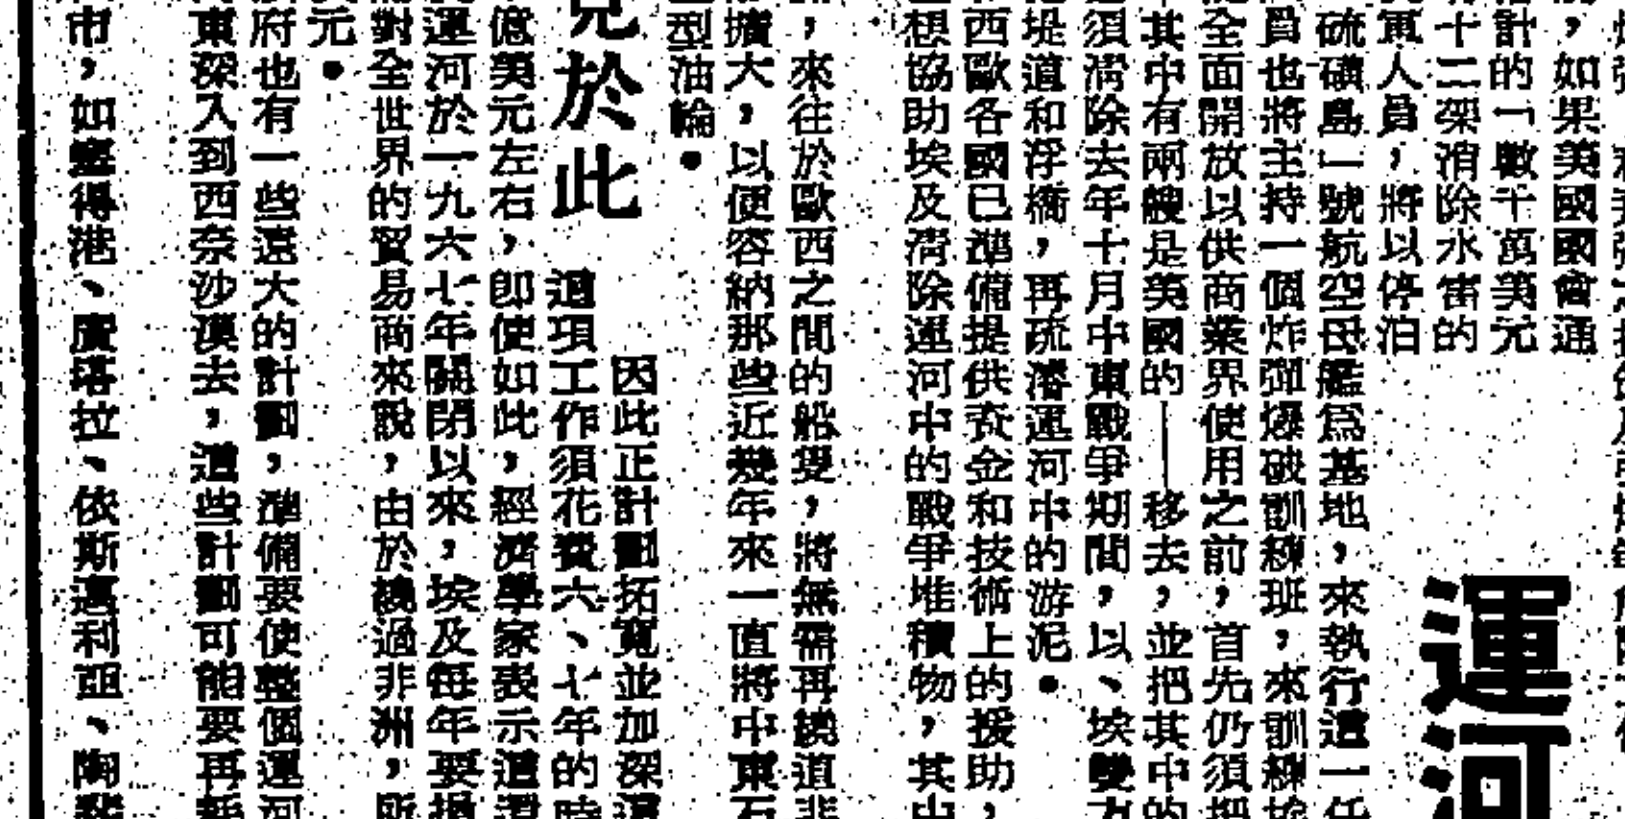 ，如果美國國會通
計的「數千萬美元
十二架消除水雷的
軍人員，將以停泊
運河
硫磺島」號航空母艦為基地，來執行這一任
員也將主持一個炸彈爆破訓練班，來訓練埃
全面開放以供商業界使用之前，首先仍須把
其中有兩艘是美國的——移去，並把其中的
須清除去年十月中東戰爭期間，以、埃雙方
堤道和浮橋，再疏濬運河中的游泥。
西歐各國已準備提供資金和技術上的援助，
想協助埃及清除運河中的戰爭堆積物，其中
，來往於歐西之間的船隻，將無需再繞道非
擴大，以便容納那些近幾年來一直將中東石
型油輪。
因此正計劃拓寬並加深這
見於此
這項工作須花費六、七年的時
億美元左右，即使如此，經濟學家表示這還
運河於一九六七年關閉以來，埃及每年要損
對全世界的貿易商來說，由於繞過非洲，所
元。
府也有一些遠大的計劃，準備要使整個運河
東深入到西奈沙漠去，這些計劃可能要再耗
市，如塞得港、廣塔拉、依斯邁利亞、陶菲